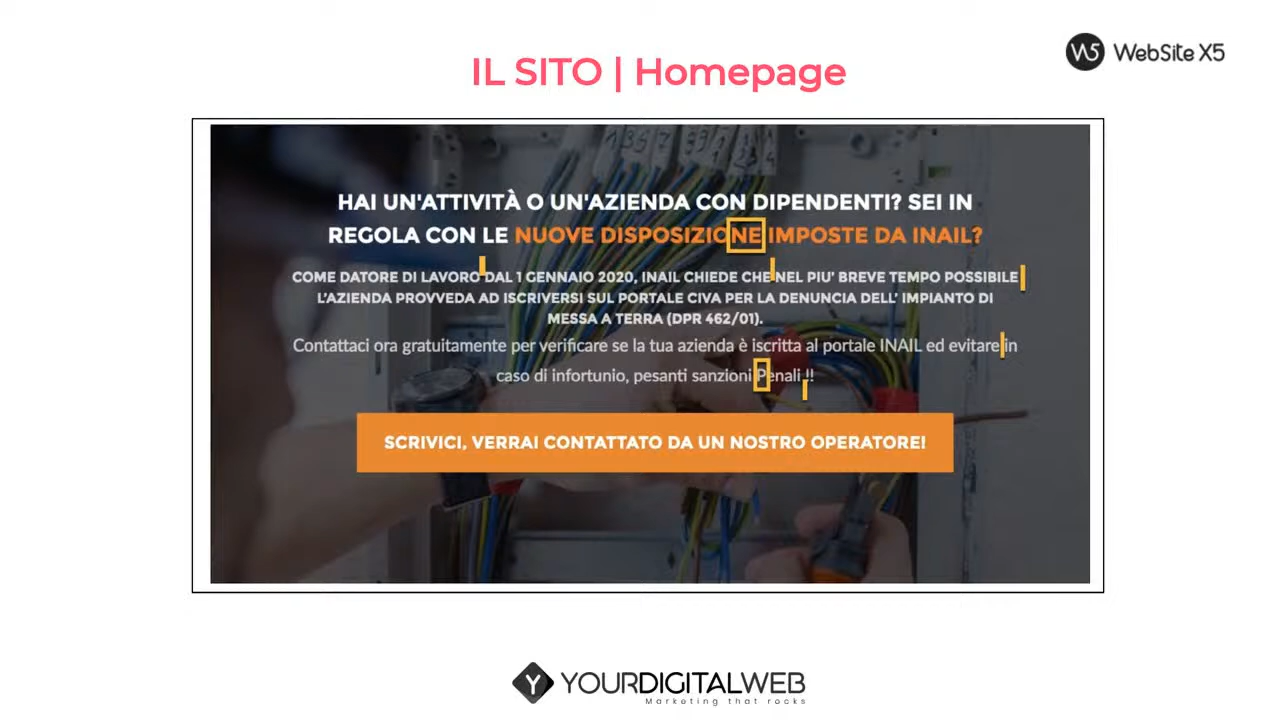 IL SITO | Homepage
W5 WebSite X5
HAI UN'ATTIVITÀ O UN'AZIENDA CON DIPENDENTI? SEI IN
REGOLA CON LE NUOVE DISPOSIZIONE IMPOSTE DA INAIL?
COME DATORE DI LAVORO DAL 1 GENNAIO 2020, INAIL CHIEDE CHE NEL PIU' BREVE TEMPO POSSIBILE
L'AZIENDA PROVVEDA AD ISCRIVERSI SUL PORTALE CIVA PER LA DENUNCIA DELL' IMPIANTO DI
MESSA A TERRA (DPR 462/01).
Contattaci ora gratuitamente per verificare se la tua azienda è iscritta al portale INAIL ed evitare in
caso di infortunio, pesanti sanzioni Penali !!
SCRIVICI, VERRAI CONTATTATO DA UN NOSTRO OPERATORE!
Y YOURDIGITALWEB
Marketing that rocks